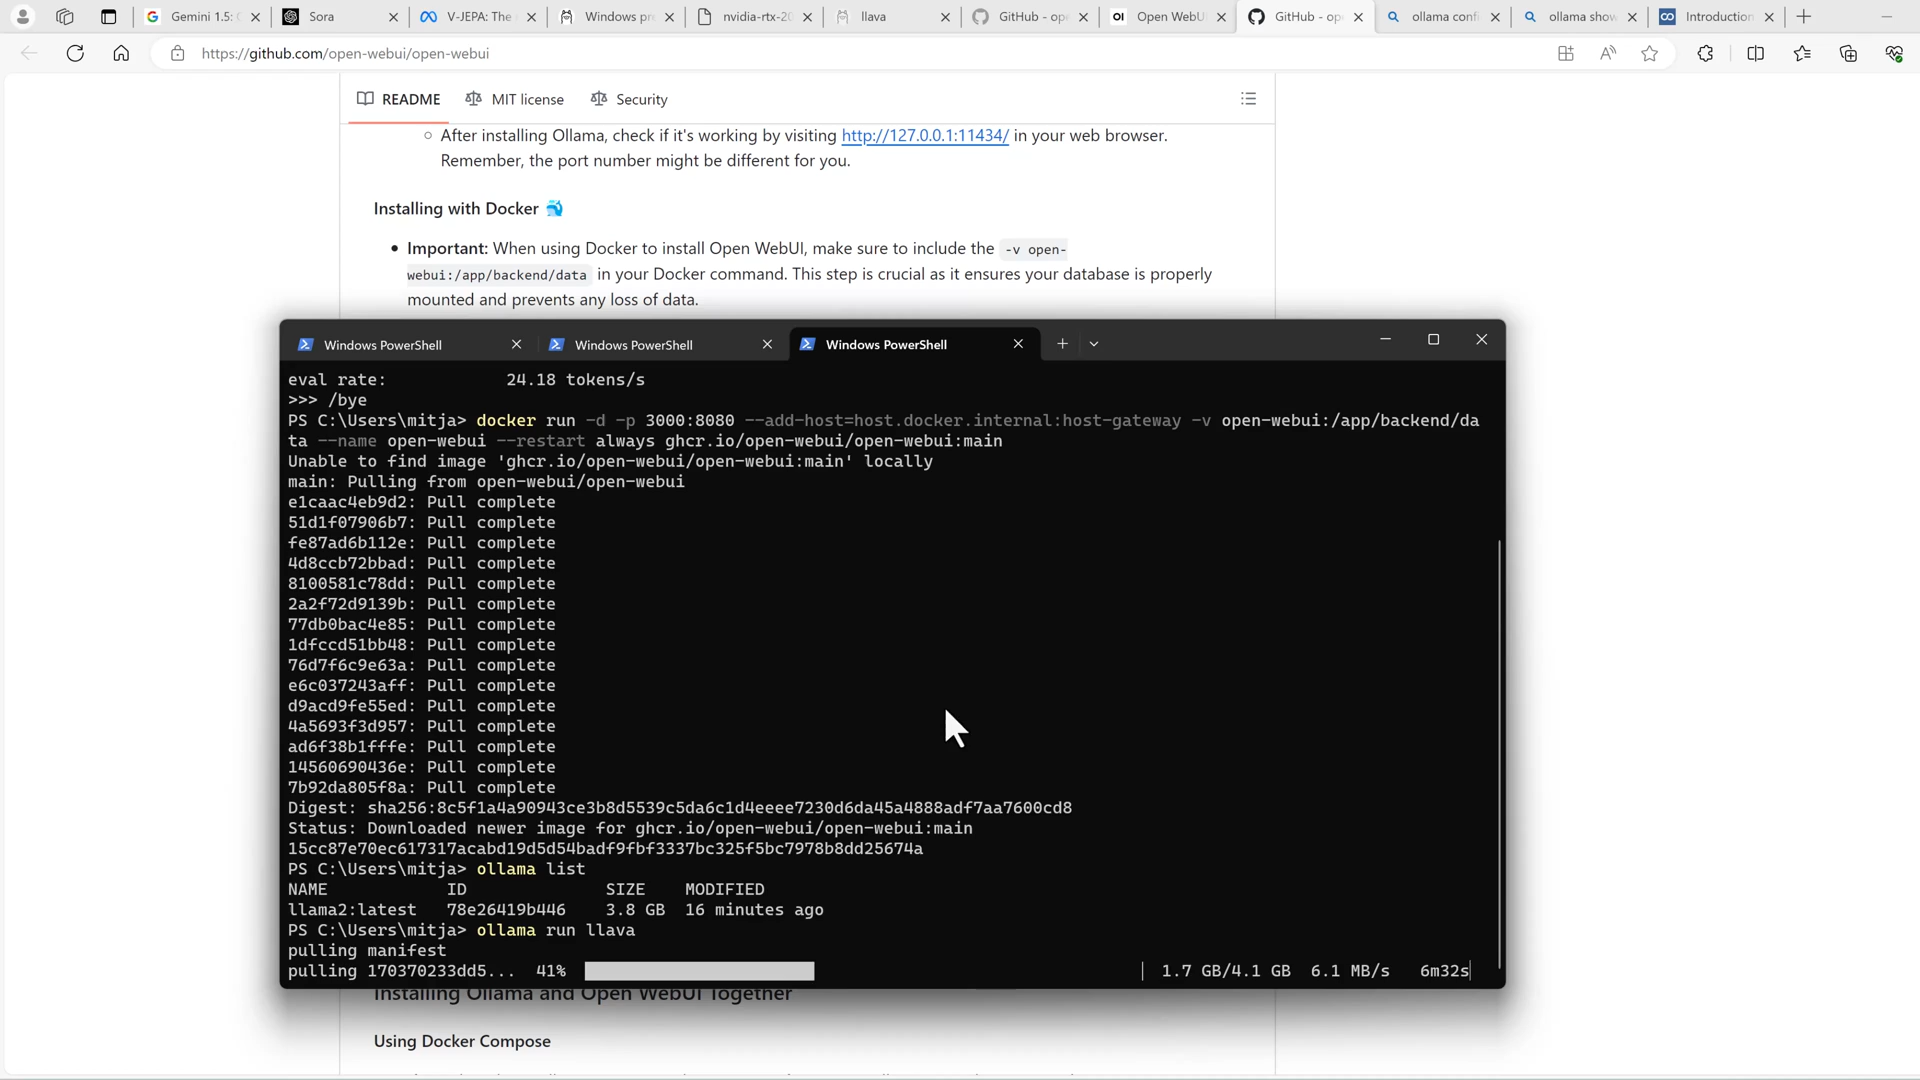 Gemini 1.5: 
Sora
V-JEPA: The
Windows pre
nvidia-rtx-20
llava
GitHub - ope
Open WebU
GitHub - ope
ollama confi
ollama show
Introduction
https://github.com/open-webui/open-webui
README
MIT license
Security
After installing Ollama, check if it's working by visiting http://127.0.0.1:11434/ in your web browser.
Remember, the port number might be different for you.
Installing with Docker 🐳
Important: When using Docker to install Open WebUI, make sure to include the -v open-
webui:/app/backend/data in your Docker command. This step is crucial as it ensures your database is properly
mounted and prevents any loss of data.
Windows PowerShell
Windows PowerShell
Windows PowerShell
eval rate: 24.18 tokens/s
>>> /bye
PS C:\Users\mitja> docker run -d -p 3000:8080 --add-host=host.docker.internal:host-gateway -v open-webui:/app/backend/da
ta --name open-webui --restart always ghcr.io/open-webui/open-webui:main
Unable to find image 'ghcr.io/open-webui/open-webui:main' locally
main: Pulling from open-webui/open-webui
e1caac4eb9d2: Pull complete
51d1f07906b7: Pull complete
fe87ad6b112e: Pull complete
4d8ccb72bbad: Pull complete
8100581c78dd: Pull complete
2a2f72d9139b: Pull complete
77db0bac4e85: Pull complete
1dfccd51bb48: Pull complete
76d7f6c9e63a: Pull complete
e6c037243aff: Pull complete
d9acd9fe55ed: Pull complete
4a5693f3d957: Pull complete
ad6f38b1fffe: Pull complete
14560690436e: Pull complete
7b92da805f8a: Pull complete
Digest: sha256:8c5f1a4a90943ce3b8d5539c5da6c1d4eeee7230d6da45a4888adf7aa7600cd8
Status: Downloaded newer image for ghcr.io/open-webui/open-webui:main
15cc87e70ec617317acabd19d5d54badf9fbf3337bc325f5bc7978b8dd25674a
PS C:\Users\mitja> ollama list
NAME ID SIZE MODIFIED
llama2:latest 78e26419b446 3.8 GB 16 minutes ago
PS C:\Users\mitja> ollama run llava
pulling manifest
pulling 170370233dd5... 41% | 1.7 GB/4.1 GB 6.1 MB/s 6m32s
Installing Ollama and Open WebUI Together
Using Docker Compose